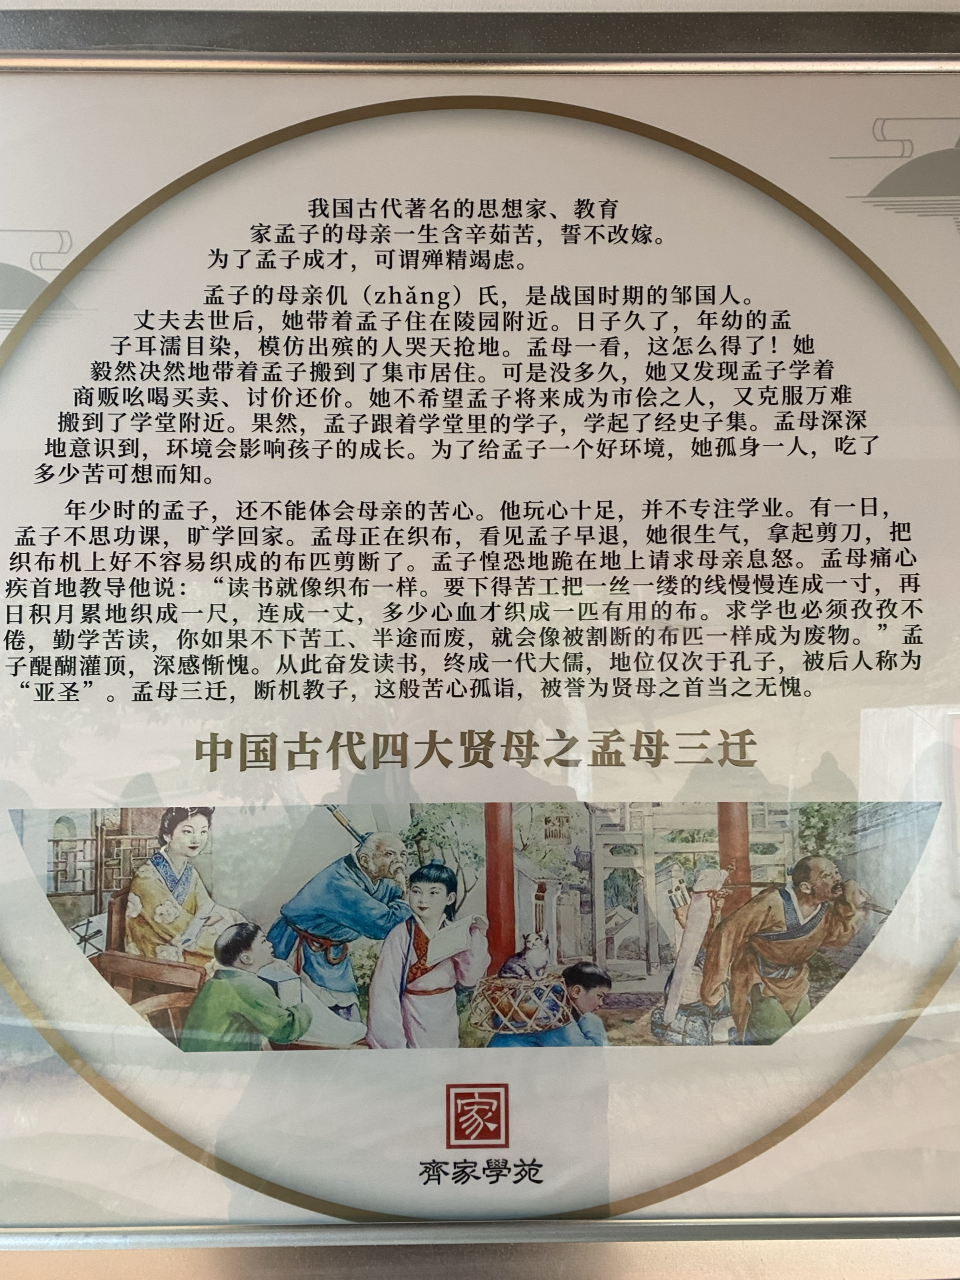 我国古代著名的思想家、教育
家孟子的母亲一生含辛茹苦，誓不改嫁。
为了孟子成才，可谓殚精竭虑。
孟子的母亲仉（zhǎng）氏，是战国时期的邹国人。
丈夫去世后，她带着孟子住在陵园附近。日子久了，年幼的孟
子耳濡目染，模仿出殡的人哭天抢地。孟母一看，这怎么得了！她
毅然决然地带着孟子搬到了集市居住。可是没多久，她又发现孟子学着
商贩吆喝买卖、讨价还价。她不希望孟子将来成为市侩之人，又克服万难
搬到了学堂附近。果然，孟子跟着学堂里的学子，学起了经史子集。孟母深深
地意识到，环境会影响孩子的成长。为了给孟子一个好环境，她孤身一人，吃了
多少苦可想而知。
年少时的孟子，还不能体会母亲的苦心。他玩心十足，并不专注学业。有一日，
孟子不思功课，旷学回家。孟母正在织布，看见孟子早退，她很生气，拿起剪刀，把
织布机上好不容易织成的布匹剪断了。孟子惶恐地跪在地上请求母亲息怒。孟母痛心
疾首地教导他说：“读书就像织布一样。要下得苦工把一丝一缕的线慢慢连成一寸，再
日积月累地织成一尺，连成一丈，多少心血才织成一匹有用的布。求学也必须孜孜不
倦，勤学苦读，你如果不下苦工、半途而废，就会像被割断的布匹一样成为废物。”孟
子醍醐灌顶，深感惭愧。从此奋发读书，终成一代大儒，地位仅次于孔子，被后人称为
“亚圣”。孟母三迁，断机教子，这般苦心孤诣，被誉为贤母之首当之无愧。
中国古代四大贤母之孟母三迁
家
齊家學苑